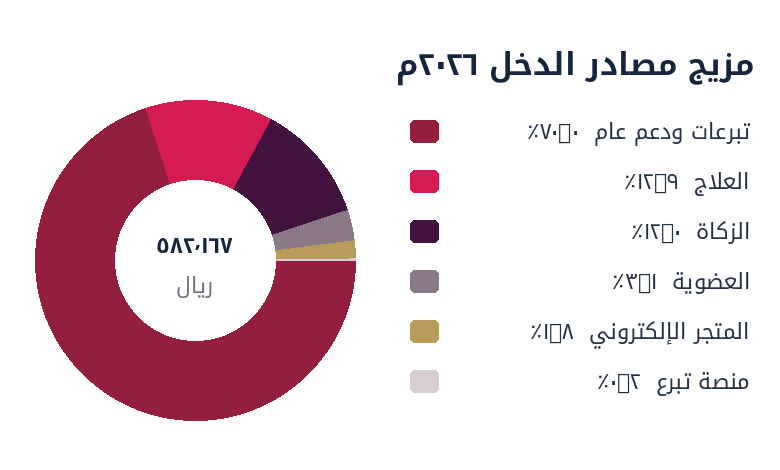 مزيج مصادر الدخل ٢٠٢٦م
تبرعات ودعم عام ٧٠٫٠٪
العلاج ١٢٫٩٪
الزكاة ١٢٫٠٪
العضوية ٣٫١٪
المتجر الإلكتروني ١٫٨٪
منصة تبرع ٠٫٢٪
٥٨٢٬١٦٧
ريال